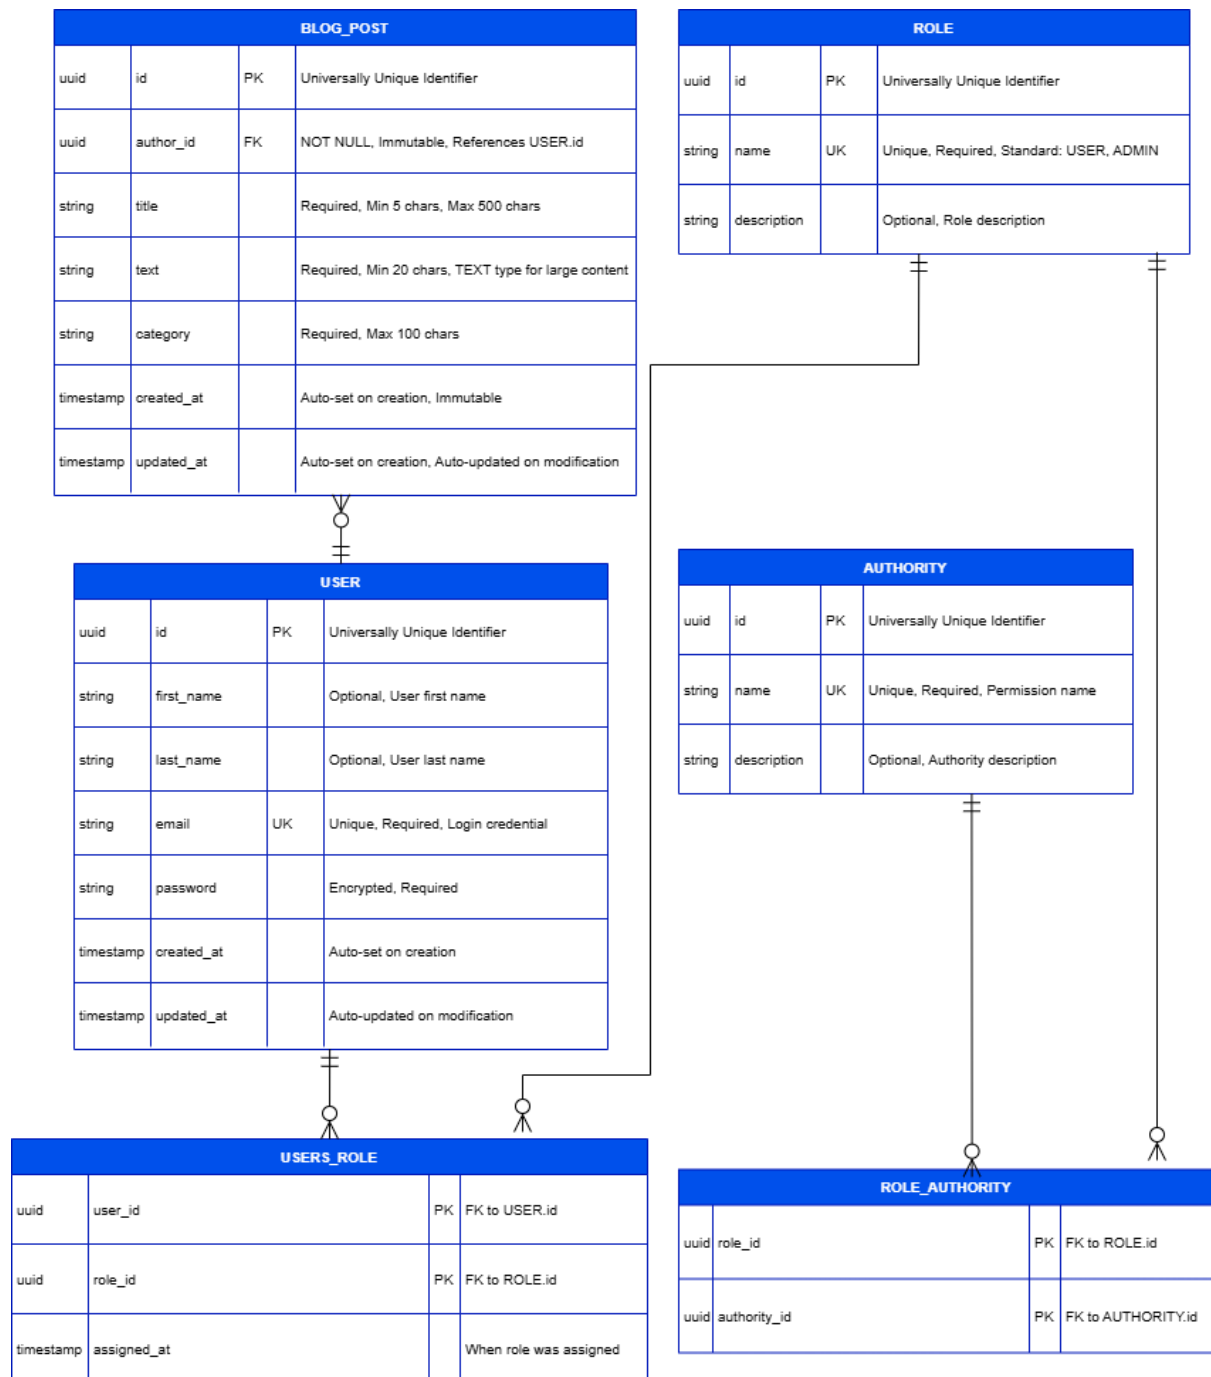 BLOG_POST
uuid id PK Universally Unique Identifier
uuid author_id FK NOT NULL, Immutable, References USER.id
string title Required, Min 5 chars, Max 500 chars
string text Required, Min 20 chars, TEXT type for large content
string category Required, Max 100 chars
timestamp created_at Auto-set on creation, Immutable
timestamp updated_at Auto-set on creation, Auto-updated on modification
ROLE
uuid id PK Universally Unique Identifier
string name UK Unique, Required, Standard: USER, ADMIN
string description Optional, Role description
USER
uuid id PK Universally Unique Identifier
string first_name Optional, User first name
string last_name Optional, User last name
string email UK Unique, Required, Login credential
string password Encrypted, Required
timestamp created_at Auto-set on creation
timestamp updated_at Auto-updated on modification
AUTHORITY
uuid id PK Universally Unique Identifier
string name UK Unique, Required, Permission name
string description Optional, Authority description
USERS_ROLE
uuid user_id PK FK to USER.id
uuid role_id PK FK to ROLE.id
timestamp assigned_at When role was assigned
ROLE_AUTHORITY
uuid role_id PK FK to ROLE.id
uuid authority_id PK FK to AUTHORITY.id